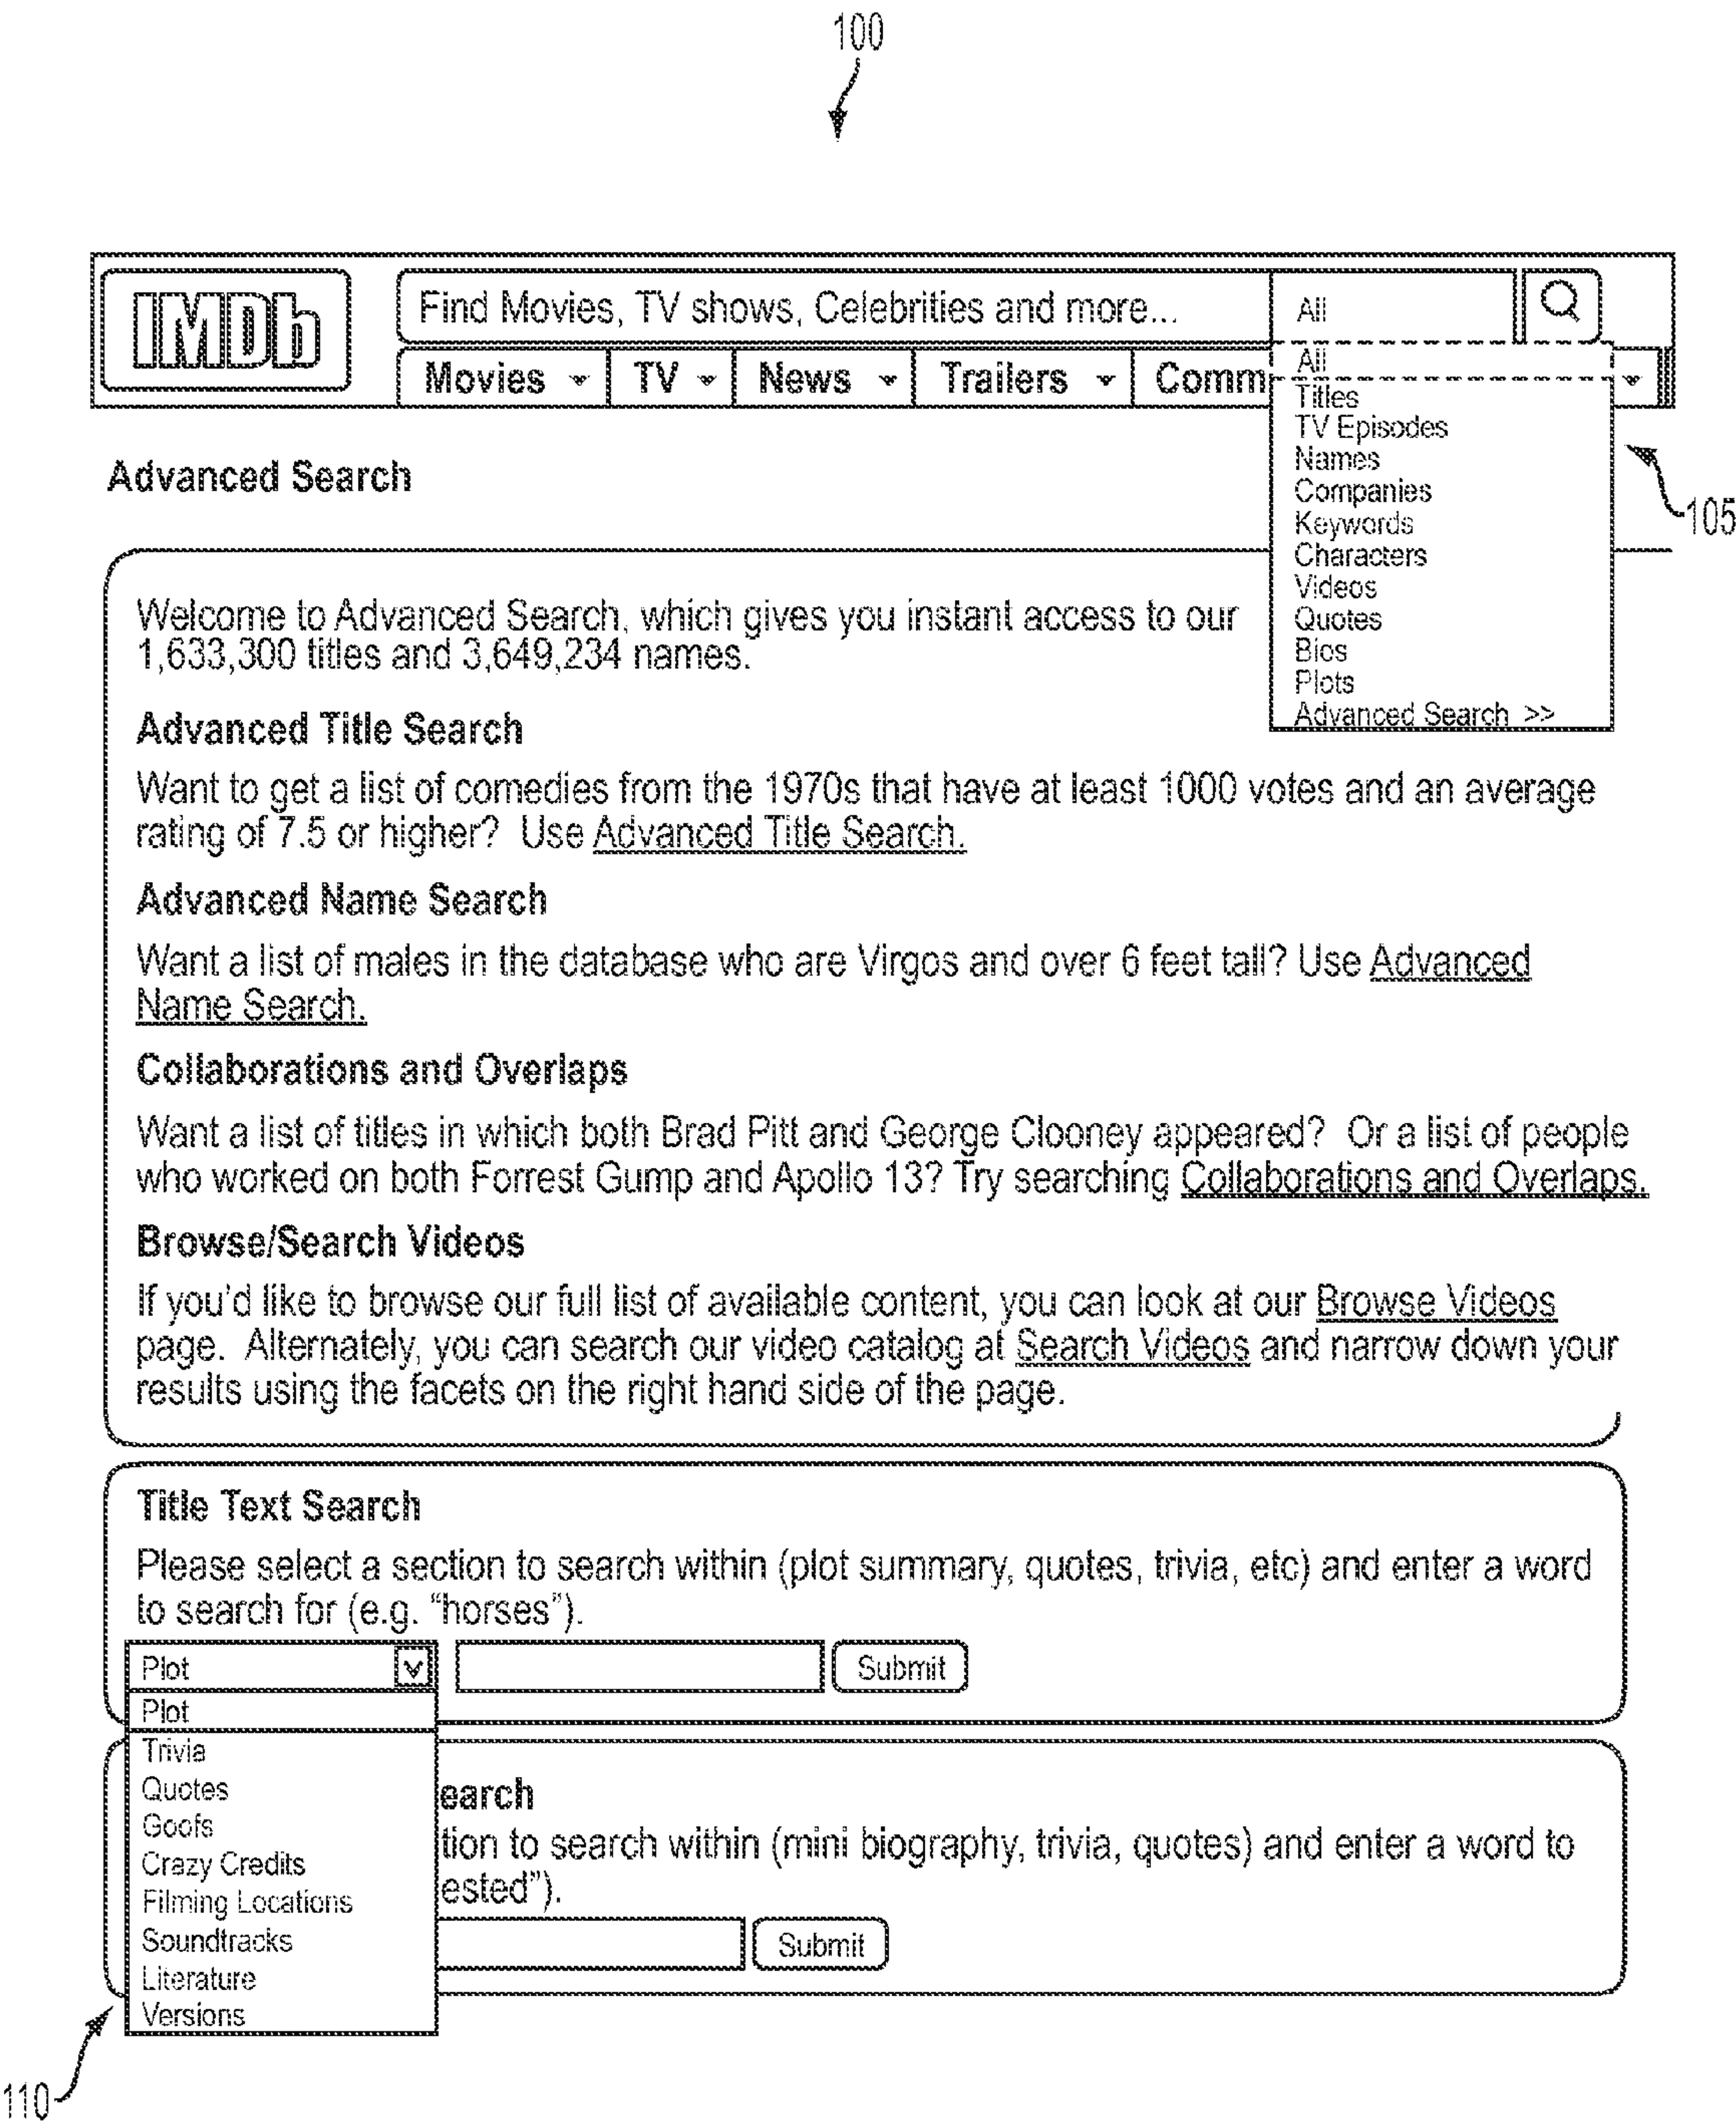 100
IMDb
Find Movies, TV shows, Celebrities and more...
All
Movies
TV
News
Trailers
Comm
All
Titles
TV Episodes
Names
Companies
Keywords
Characters
Videos
Quotes
Bios
Plots
Advanced Search >>
105
Advanced Search
Welcome to Advanced Search, which gives you instant access to our
1,633,300 titles and 3,649,234 names.
Advanced Title Search
Want to get a list of comedies from the 1970s that have at least 1000 votes and an average
rating of 7.5 or higher? Use Advanced Title Search.
Advanced Name Search
Want a list of males in the database who are Virgos and over 6 feet tall? Use Advanced
Name Search.
Collaborations and Overlaps
Want a list of titles in which both Brad Pitt and George Clooney appeared? Or a list of people
who worked on both Forrest Gump and Apollo 13? Try searching Collaborations and Overlaps.
Browse/Search Videos
If you'd like to browse our full list of available content, you can look at our Browse Videos
page. Alternately, you can search our video catalog at Search Videos and narrow down your
results using the facets on the right hand side of the page.
Title Text Search
Please select a section to search within (plot summary, quotes, trivia, etc) and enter a word
to search for (e.g. “horses”).
Plot
Submit
Plot
Trivia
Quotes
Goofs
Crazy Credits
Filming Locations
Soundtracks
Literature
Versions
earch
tion to search within (mini biography, trivia, quotes) and enter a word to
ested”).
Submit
110